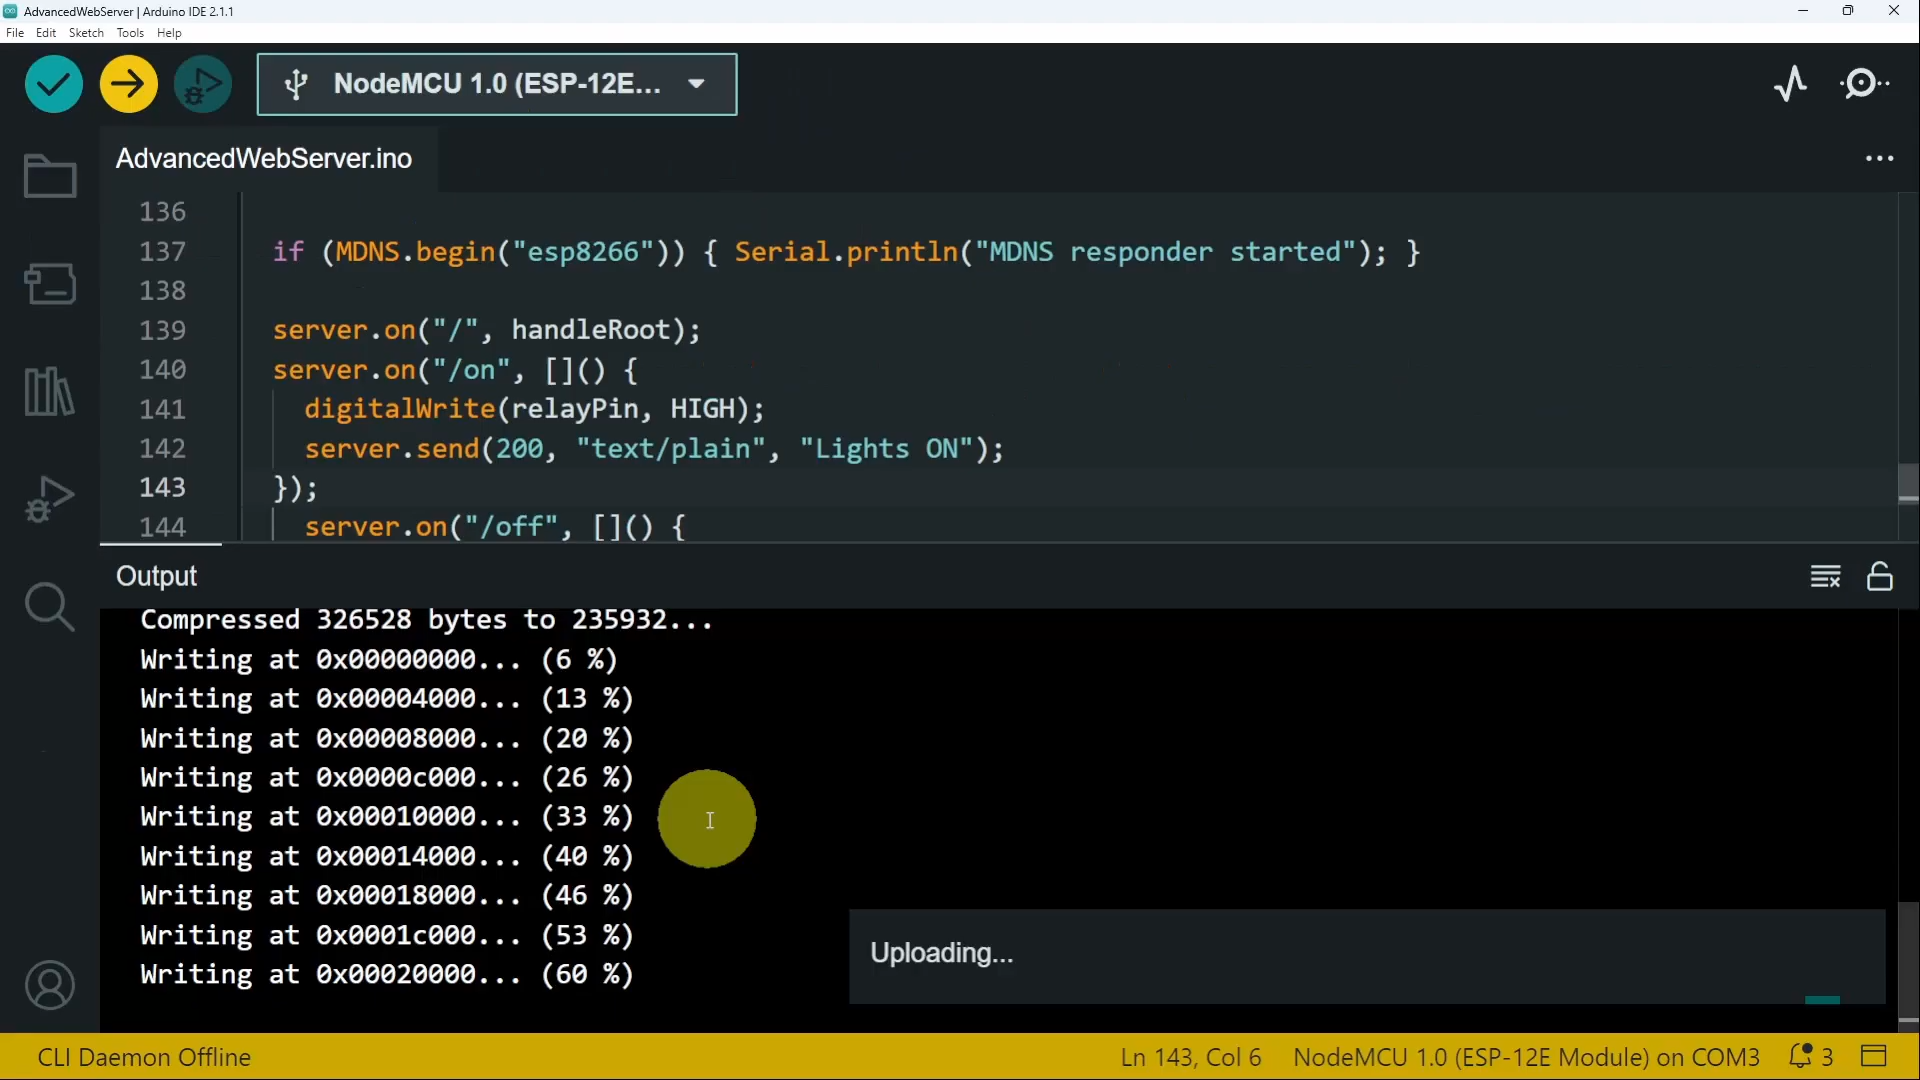 AdvancedWebServer | Arduino IDE 2.1.1
File Edit Sketch Tools Help
NodeMCU 1.0 (ESP-12E...
AdvancedWebServer.ino
136
137 if (MDNS.begin("esp8266")) { Serial.println("MDNS responder started"); }
138
139 server.on("/", handleRoot);
140 server.on("/on", []() {
141 digitalWrite(relayPin, HIGH);
142 server.send(200, "text/plain", "Lights ON");
143 });
144 server.on("/off", []() {
Output
Compressed 326528 bytes to 235932...
Writing at 0x00000000... (6 %)
Writing at 0x00004000... (13 %)
Writing at 0x00008000... (20 %)
Writing at 0x0000c000... (26 %)
Writing at 0x00010000... (33 %)
Writing at 0x00014000... (40 %)
Writing at 0x00018000... (46 %)
Writing at 0x0001c000... (53 %)
Writing at 0x00020000... (60 %)
Uploading...
CLI Daemon Offline Ln 143, Col 6 NodeMCU 1.0 (ESP-12E Module) on COM3 3